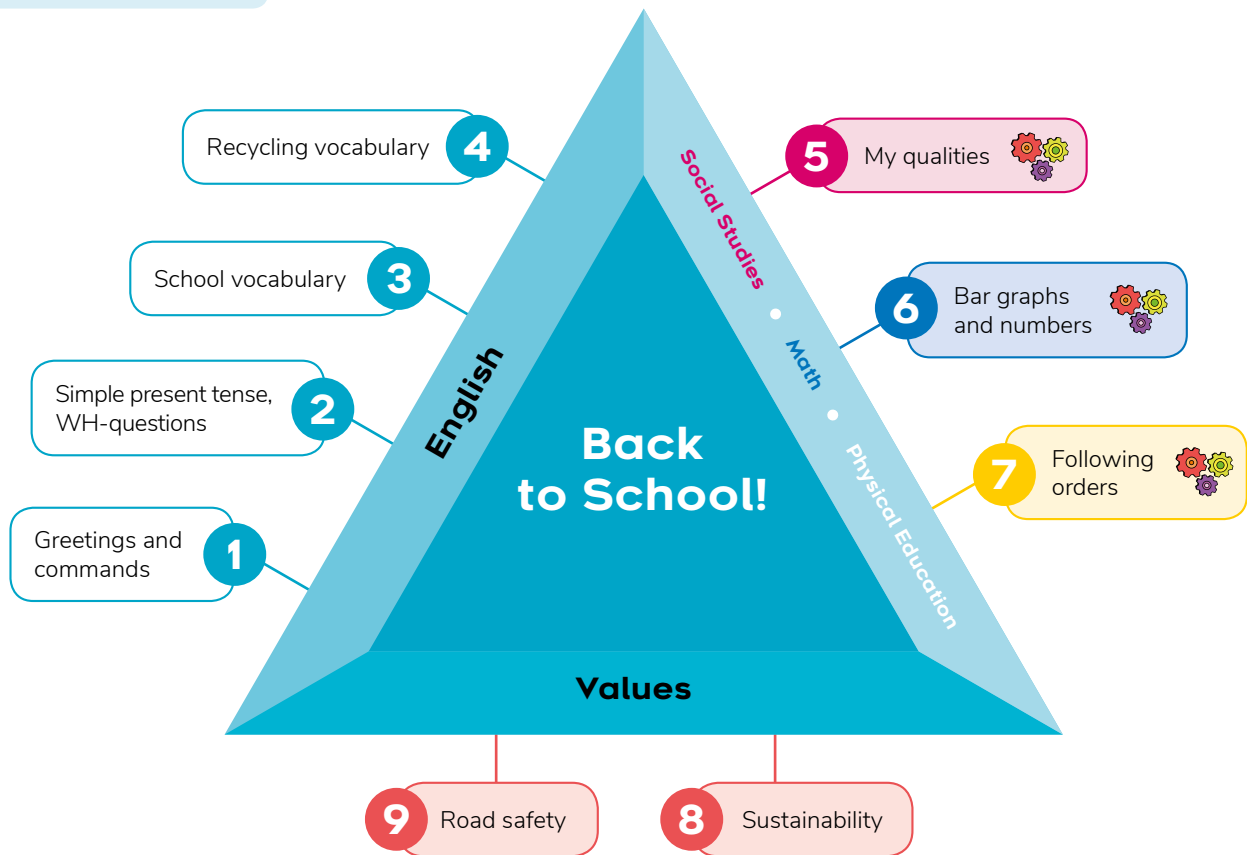 4
Recycling vocabulary
3
School vocabulary
2
Simple present tense,
WH-questions
1
Greetings and
commands
English
Back
to School!
Social Studies • Math • Physical Education
5
My qualities
6
Bar graphs
and numbers
7
Following
orders
Values
9
Road safety
8
Sustainability